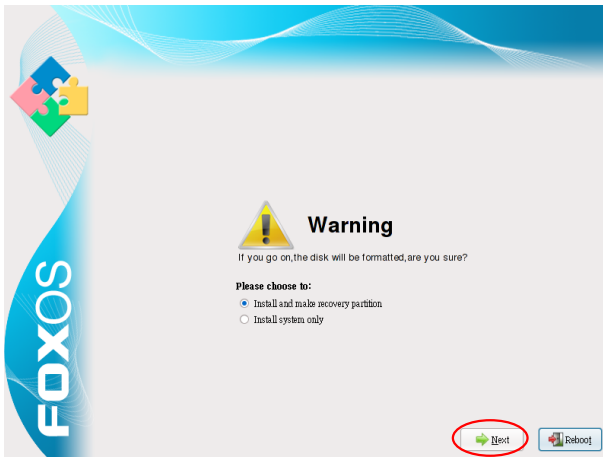 FOXOS
Warning
If you go on,the disk will be formatted,are you sure?
Please choose to:
Install and make recovery partition
Install system only
Next
Reboot